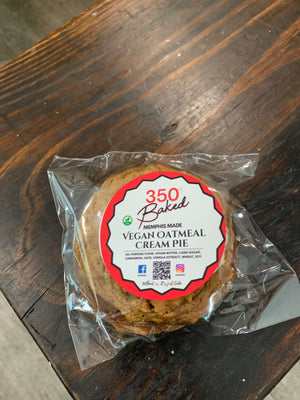 350°
Baked
MEMPHIS MADE
VEGAN OATMEAL
CREAM PIE
ALL PURPOSE FLOUR, VEGAN BUTTER, CANE SUGAR,
CINNAMON, OATS, VANILLA EXTRACT, WHEAT, SOY